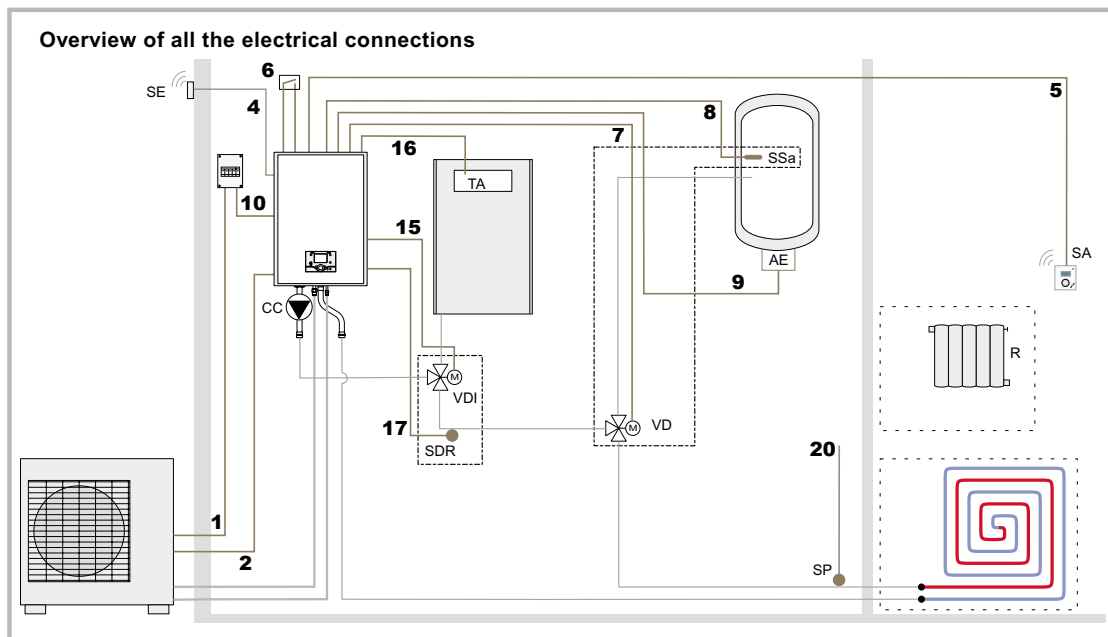 Overview of all the electrical connections
SE
4
6
5
8
7
16
SSa
TA
10
15
SA
AE
9
CC
R
M
VDI
17
M
VD
SDR
20
1
2
SP